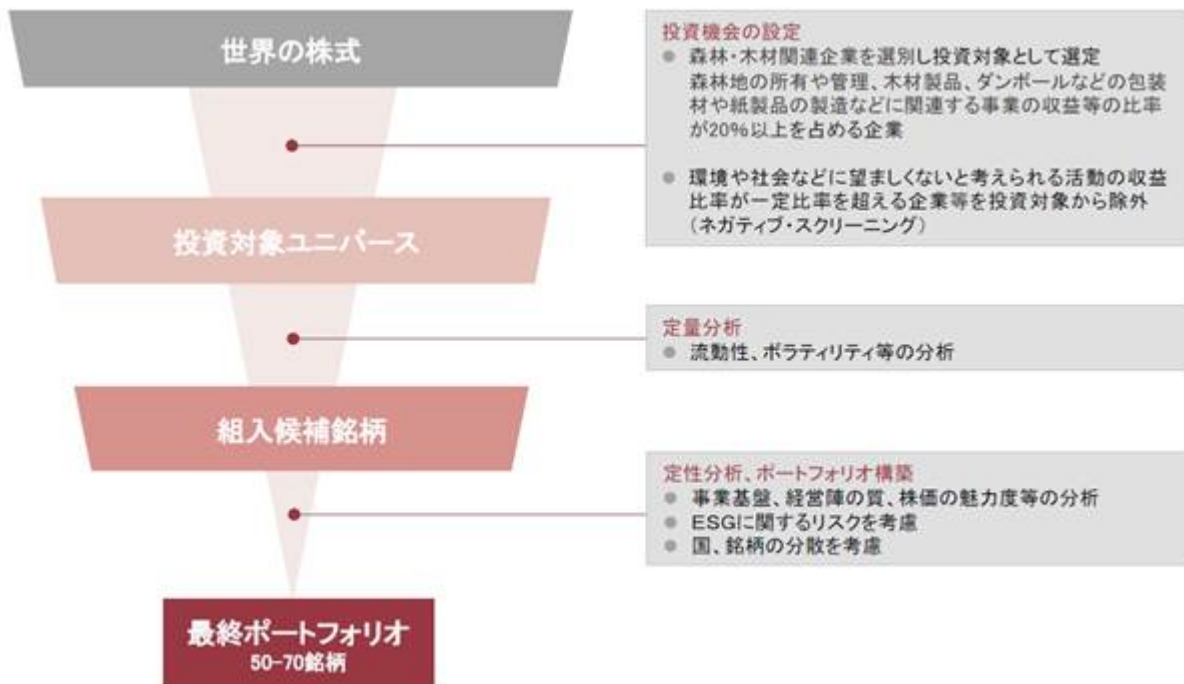 世界の株式
投資機会の設定
● 森林・木材関連企業を選別し投資対象として選定
森林地の所有や管理、木材製品、ダンボールなどの包装
材や紙製品の製造などに関連する事業の収益等の比率
が20%以上を占める企業
● 環境や社会などに望ましくないと考えられる活動の収益
比率が一定比率を超える企業等を投資対象から除外
（ネガティブ・スクリーニング）
投資対象ユニバース
定量分析
● 流動性、ボラティリティ等の分析
組入候補銘柄
定性分析、ポートフォリオ構築
● 事業基盤、経営陣の質、株価の魅力度等の分析
● ESGに関するリスクを考慮
● 国、銘柄の分散を考慮
最終ポートフォリオ
50-70銘柄